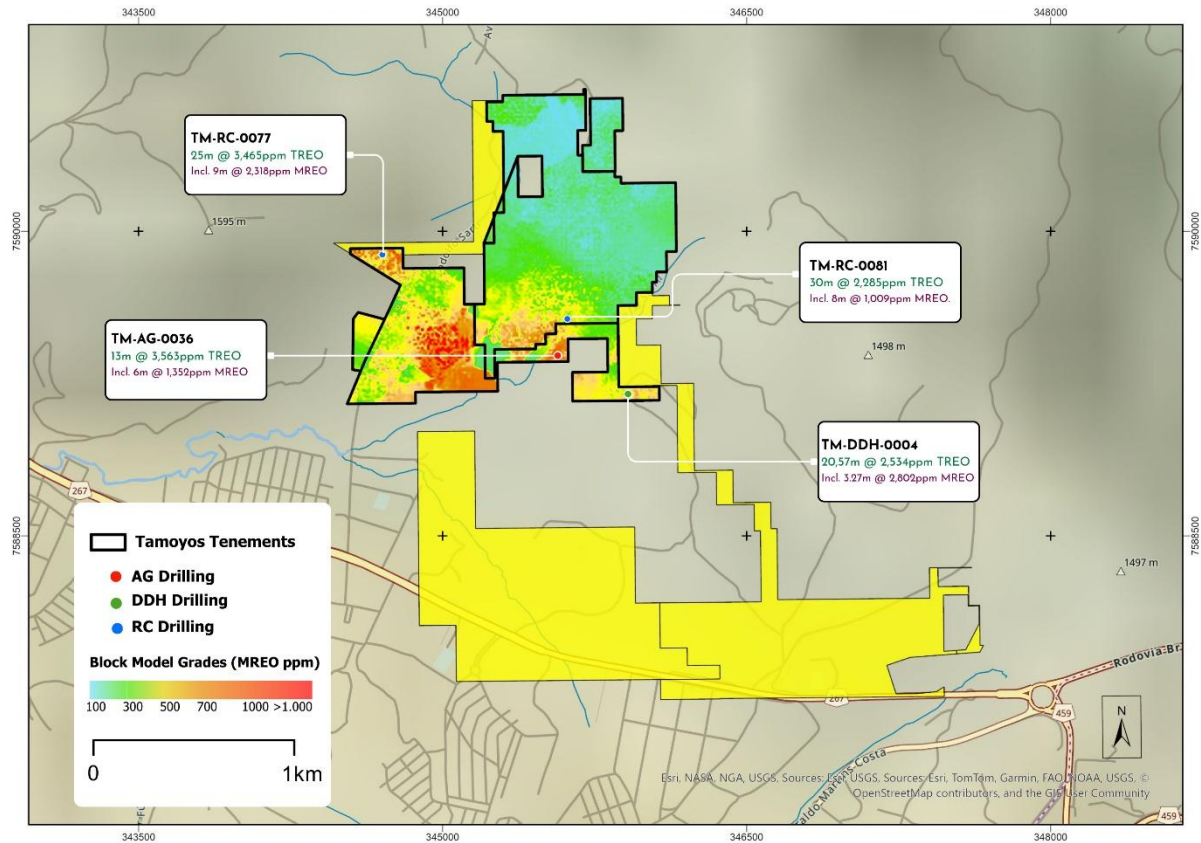 343500
345000
346500
348000
Av
TM-RC-0077
25m @ 3,465ppm TREO
Incl. 9m @ 2,318ppm MREO
1595 m
7590000
7590000
TM-RC-0081
30m @ 2,285ppm TREO
Incl. 8m @ 1,009ppm MREO.
TM-AG-0036
13m @ 3,563ppm TREO
Incl. 6m @ 1,352ppm MREO
1498 m
TM-DDH-0004
20,57m @ 2,534ppm TREO
Incl. 3.27m @ 2,802ppm MREO
267
7588500
7588500
Tamoyos Tenements
AG Drilling
DDH Drilling
RC Drilling
Block Model Grades (MREO ppm)
100 300 500 700 1000 >1.000
0 1km
1497 m
Rodovia Br
267
459
N
aldo-Martins-Costa
Esri, NASA, NGA, USGS, Sources: Esri, USGS, Sources: Esri, TomTom, Garmin, FAO, NOAA, USGS, ©
OpenStreetMap contributors, and the GIS User Community
459
343500
345000
346500
348000